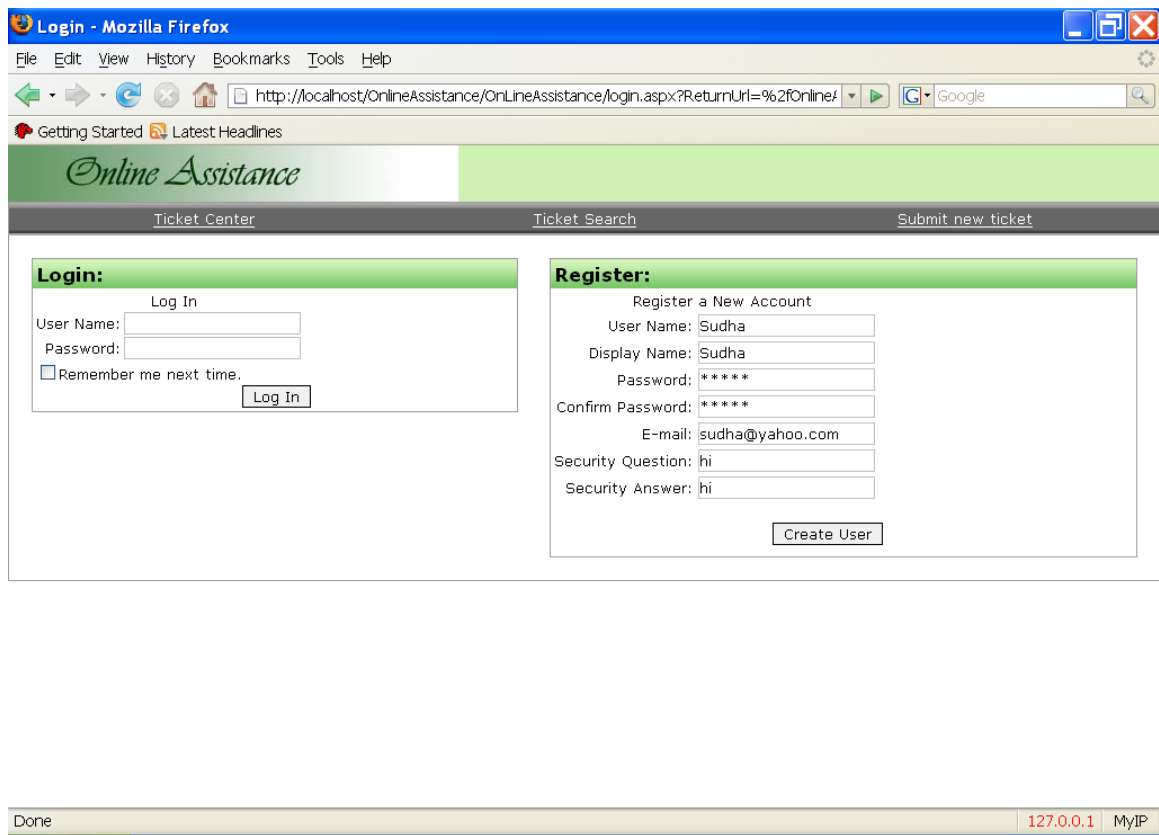 Login - Mozilla Firefox
File Edit View History Bookmarks Tools Help
http://localhost/OnlineAssistance/OnLineAssistance/login.aspx?ReturnUrl=%2fOnlineA
G Google
Getting Started Latest Headlines
Online Assistance
Ticket Center Ticket Search Submit new ticket
Login:
Log In
User Name:
Password:
Remember me next time.
Log In
Register:
Register a New Account
User Name: Sudha
Display Name: Sudha
Password: *****
Confirm Password: *****
E-mail: sudha@yahoo.com
Security Question: hi
Security Answer: hi
Create User
Done 127.0.0.1 MyIP